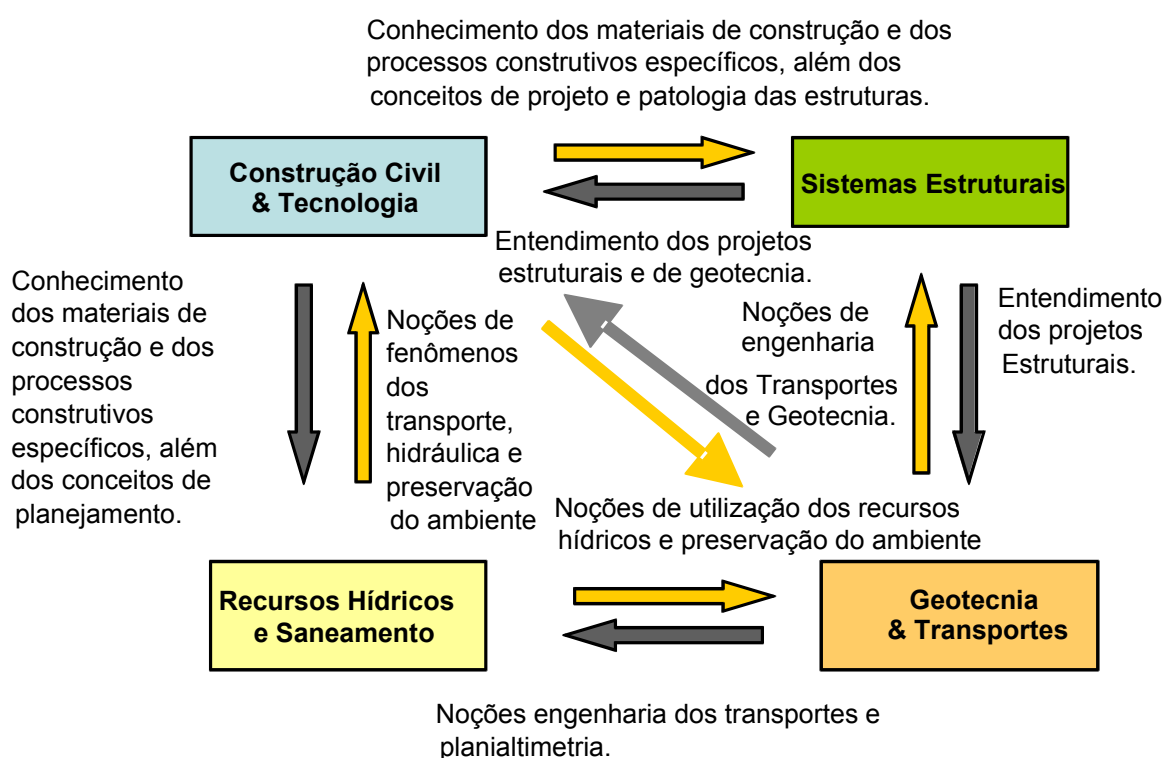 Conhecimento dos materiais de construção e dos
processos construtivos específicos, além dos
conceitos de projeto e patologia das estruturas.
Construção Civil
& Tecnologia
Sistemas Estruturais
Entendimento dos projetos
estruturais e de geotecnia.
Conhecimento
dos materiais de
construção e dos
processos
construtivos
específicos, além
dos conceitos de
planejamento.
Noções de
fenômenos
dos
transporte,
hidráulica e
preservação
do ambiente
Noções de
engenharia
dos Transportes
e Geotecnia.
Entendimento
dos projetos
Estruturais.
Noções de utilização dos recursos
hídricos e preservação do ambiente
Recursos Hídricos
e Saneamento
Geotecnia
& Transportes
Noções engenharia dos transportes e
planialtimetria.